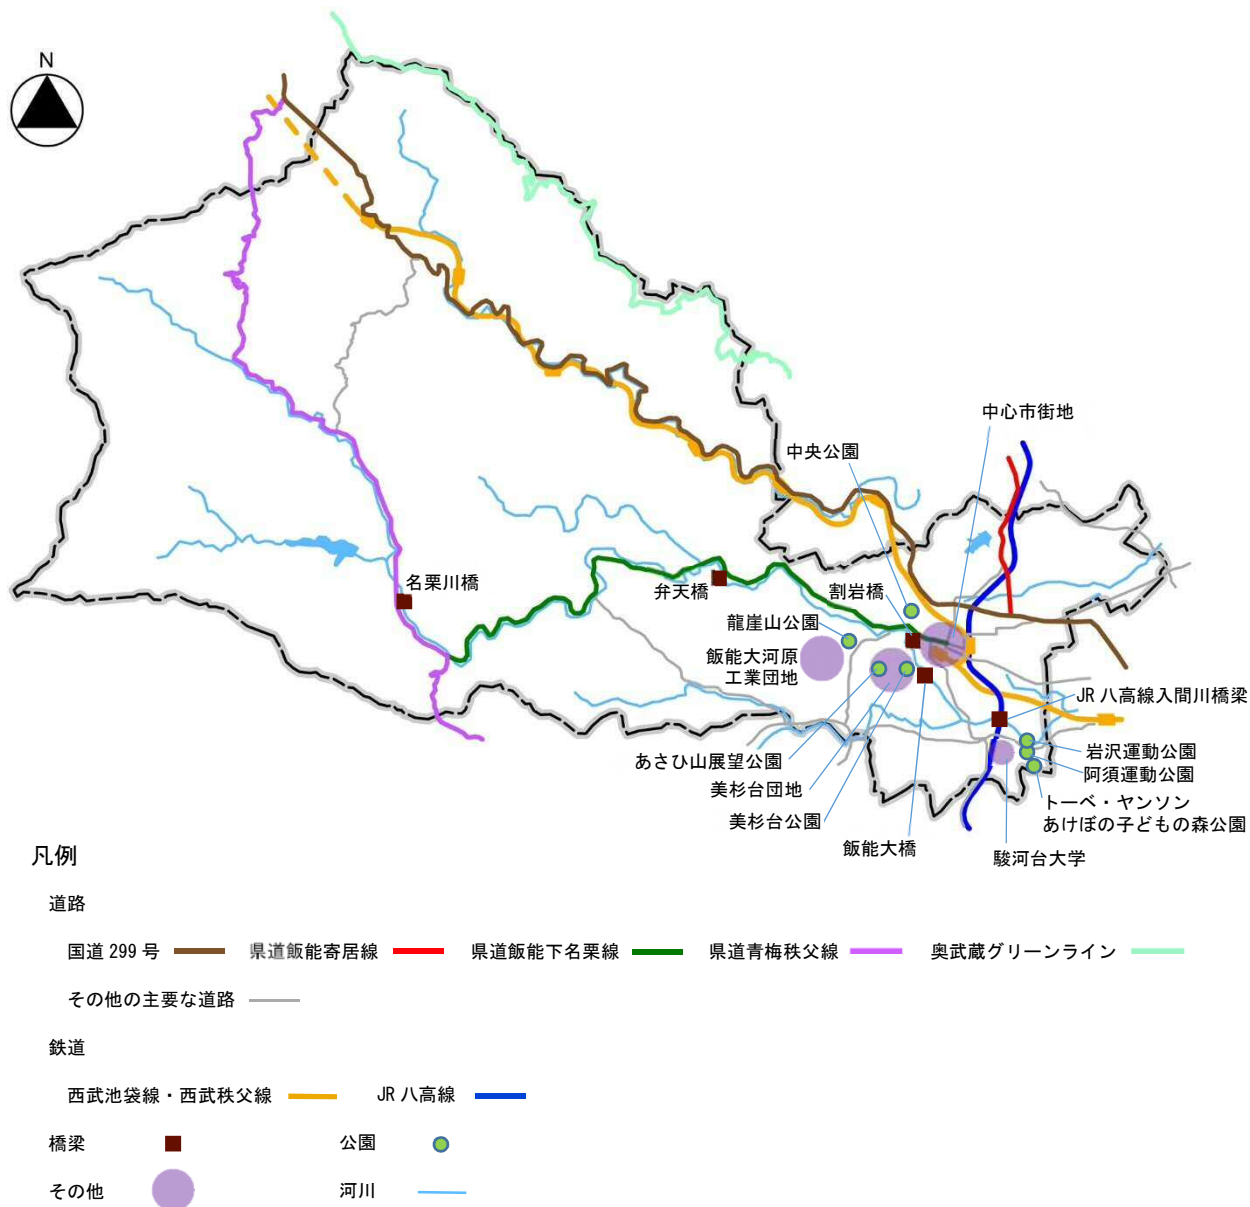 N
中心市街地
中央公園
名栗川橋
弁天橋
割岩橋
龍崖山公園
飯能大河原
工業団地
JR 八高線入間川橋梁
岩沢運動公園
あさひ山展望公園
阿須運動公園
美杉台団地
トーベ・ヤンソン
あけぼの子どもの森公園
美杉台公園
飯能大橋
駿河台大学
凡例
道路
国道 299 号
県道飯能寄居線
県道飯能下名栗線
県道青梅秩父線
奥武蔵グリーンライン
その他の主要な道路
鉄道
西武池袋線・西武秩父線
JR 八高線
橋梁
公園
その他
河川